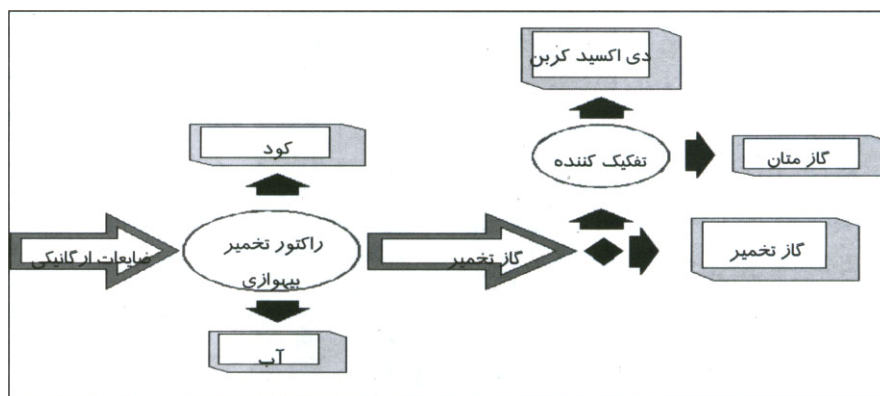 دی اکسید کربن
کود
تفکیک کننده
گاز متان
ضایعات ارگانیکی
راکتور تخمیر
بیهوازی
گاز تخمیر
گاز تخمیر
آب